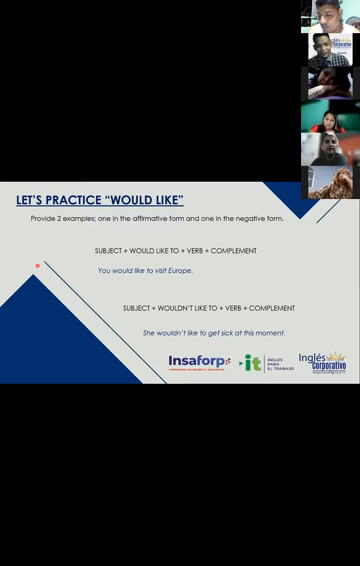 Inglés
Corporativo
LET'S PRACTICE “WOULD LIKE”
Provide 2 examples; one in the affirmative form and one in the negative form.
SUBJECT + WOULD LIKE TO + VERB + COMPLEMENT
You would like to visit Europe.
SUBJECT + WOULDN'T LIKE TO + VERB + COMPLEMENT
She wouldn't like to get sick at this moment.
Insaforp
it
INGLÉS
PARA
EL TRABAJO
Inglés
Corporativo